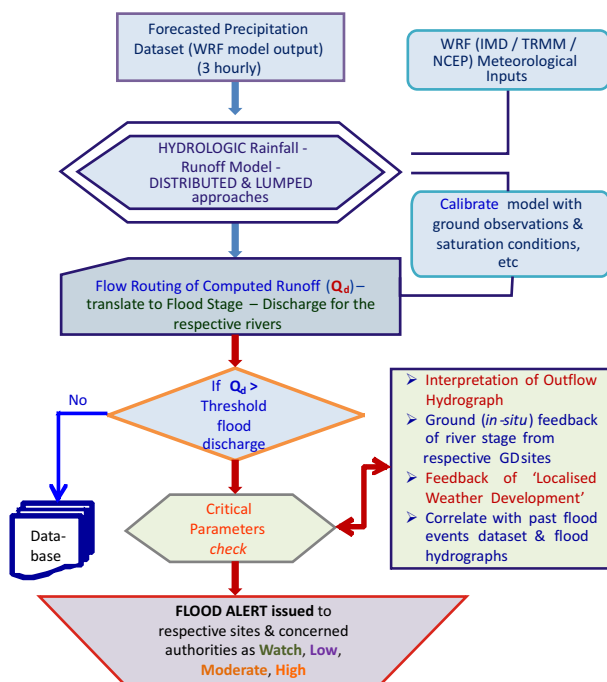 Forecasted Precipitation
Dataset (WRF model output)
(3 hourly)
WRF (IMD / TRMM /
NCEP) Meteorological
Inputs
HYDROLOGIC Rainfall -
Runoff Model -
DISTRIBUTED & LUMPED
approaches
Calibrate model with
ground observations &
saturation conditions,
etc
Flow Routing of Computed Runoff (Qd) –
translate to Flood Stage – Discharge for the
respective rivers
If Qd >
Threshold
flood
discharge
No
Data-
base
Critical
Parameters
check
➢ Interpretation of Outflow
Hydrograph
➢ Ground (in-situ) feedback
of river stage from
respective GD sites
➢ Feedback of ‘Localised
Weather Development’
➢ Correlate with past flood
events dataset & flood
hydrographs
FLOOD ALERT issued to
respective sites & concerned
authorities as Watch, Low,
Moderate, High